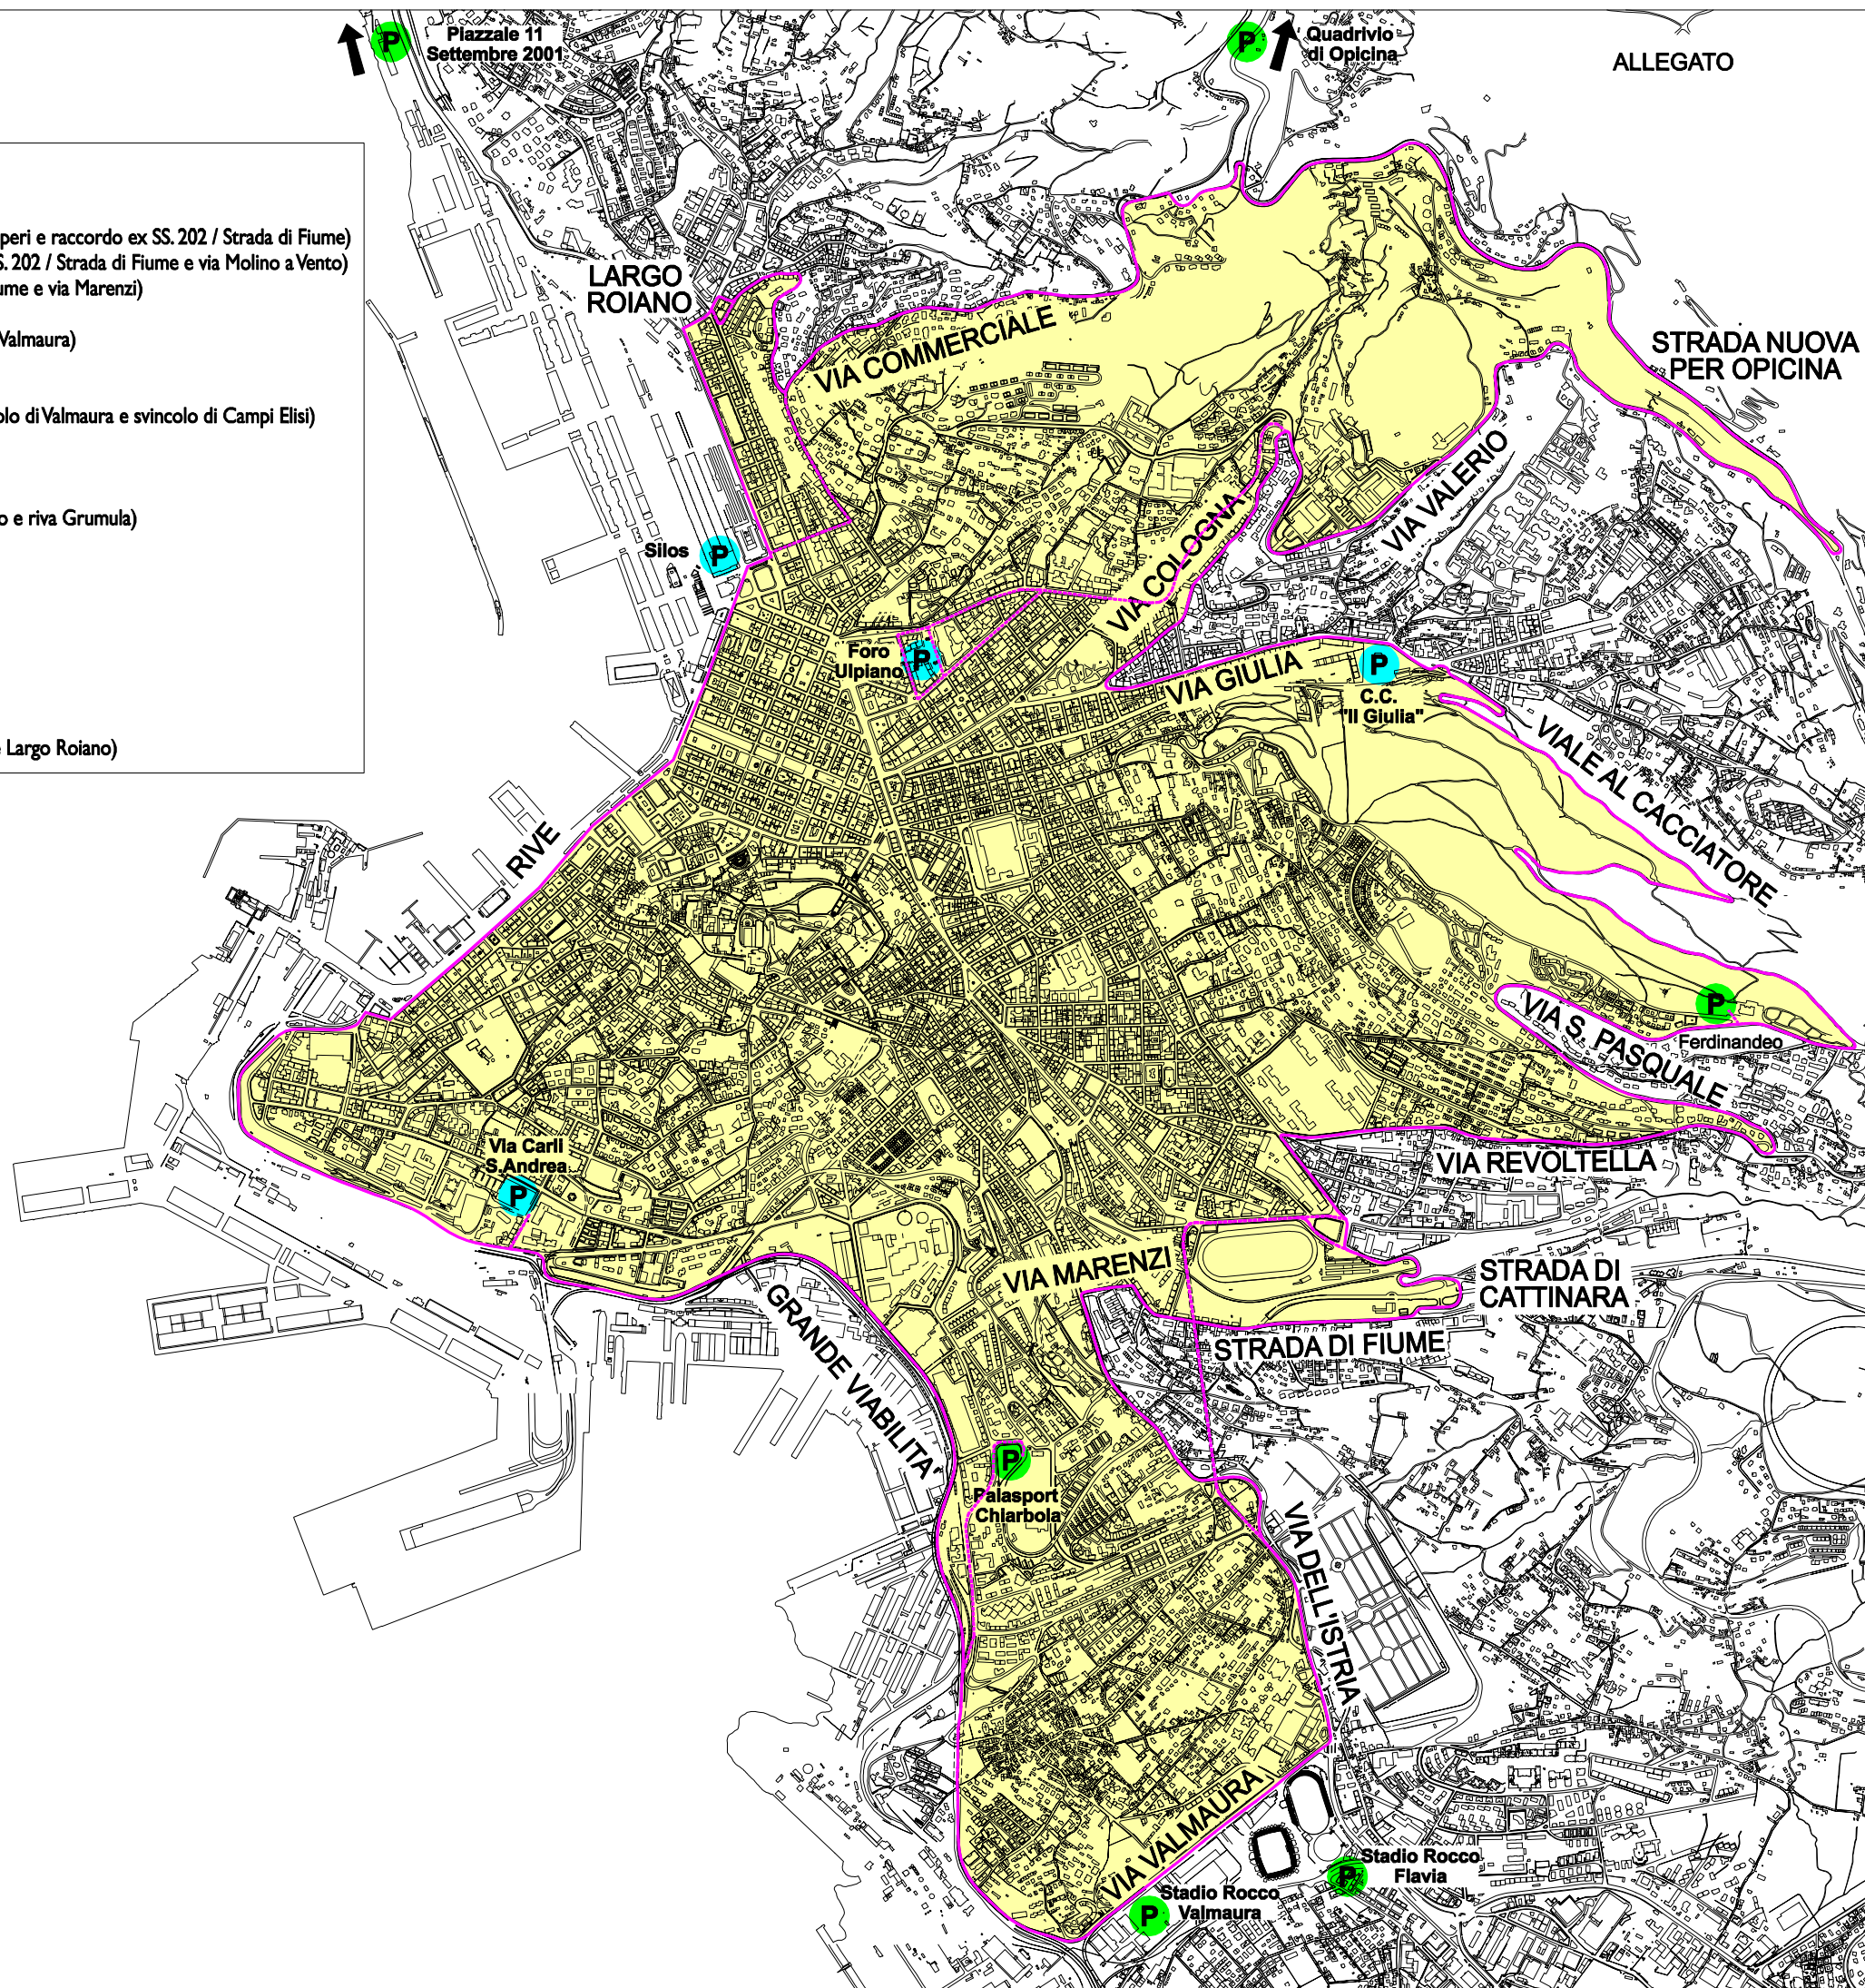 P
Piazzale 11
Settembre 2001
P
Quadrivio
di Opicina
ALLEGATO
peri e raccordo ex SS. 202 / Strada di Fiume)
S. 202 / Strada di Fiume e via Molino a Vento)
ume e via Marenzi)
Valmaura)
olo di Valmaura e svincolo di Campi Elisi)
o e riva Grumula)
e Largo Roiano)
LARGO
ROIANO
VIA COMMERCIALE
STRADA NUOVA
PER OPICINA
VIA VALERIO
VIA COLOGNA
Silos
P
Foro
Ulpiano
P
VIA GIULIA
P
C.C.
"Il Giulia"
VIALE AL CACCIATORE
RIVE
P
Ferdinandeo
VIA S. PASQUALE
Via Carli
S.Andrea
P
VIA REVOLTELLA
VIA MARENZI
STRADA DI
CATTINARA
STRADA DI FIUME
GRANDE VIABILITA'
P
Palasport
Chiarbola
VIA DELL'ISTRIA
VIA VALMAURA
Stadio Rocco
Flavia
P
Stadio Rocco
Valmaura
P